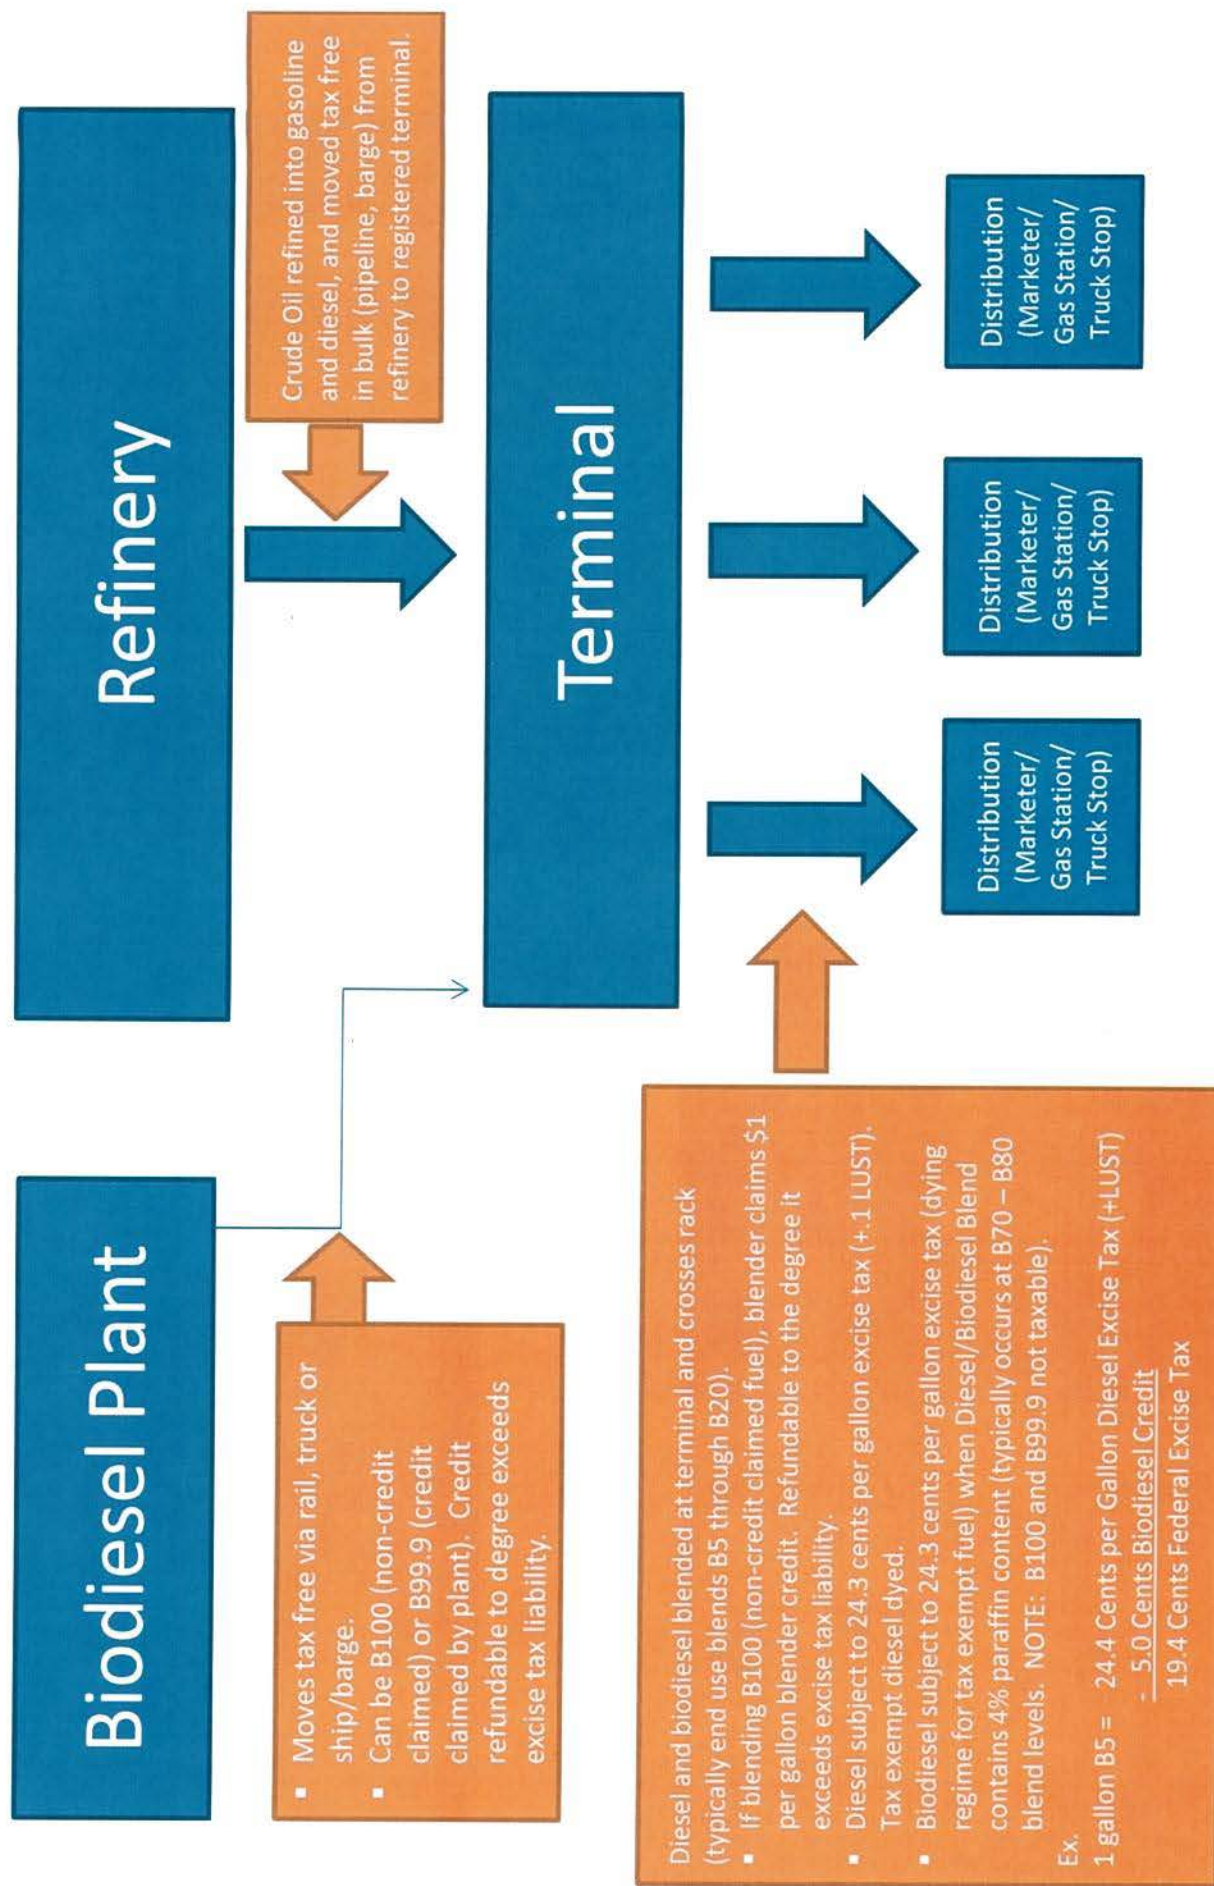 Biodiesel Plant
Refinery
▪ Moves tax free via rail, truck or
ship/barge.
▪ Can be B100 (non-credit
claimed) or B99.9 (credit
claimed by plant). Credit
refundable to degree exceeds
excise tax liability.
Crude Oil refined into gasoline
and diesel, and moved tax free
in bulk (pipeline, barge) from
refinery to registered terminal.
Terminal
Diesel and biodiesel blended at terminal and crosses rack
(typically end use blends B5 through B20).
▪ If blending B100 (non-credit claimed fuel), blender claims $1
per gallon blender credit. Refundable to the degree it
exceeds excise tax liability.
▪ Diesel subject to 24.3 cents per gallon excise tax (+.1 LUST).
Tax exempt diesel dyed.
▪ Biodiesel subject to 24.3 cents per gallon excise tax (dying
regime for tax exempt fuel) when Diesel/Biodiesel Blend
contains 4% paraffin content (typically occurs at B70 – B80
blend levels. NOTE: B100 and B99.9 not taxable).
Ex.
1 gallon B5 = 24.4 Cents per Gallon Diesel Excise Tax (+LUST)
- 5.0 Cents Biodiesel Credit
19.4 Cents Federal Excise Tax
Distribution
(Marketer/
Gas Station/
Truck Stop)
Distribution
(Marketer/
Gas Station/
Truck Stop)
Distribution
(Marketer/
Gas Station/
Truck Stop)